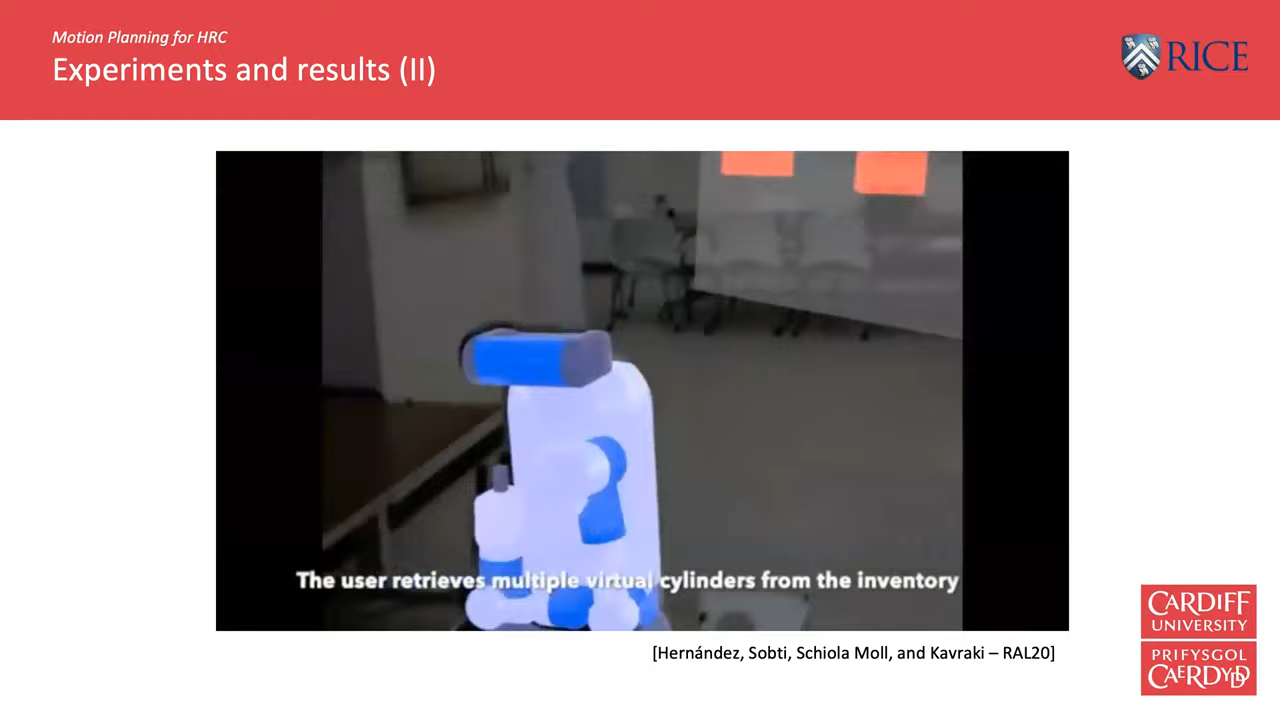 Motion Planning for HRC
Experiments and results (II)
RICE
The user retrieves multiple virtual cylinders from the inventory
[Hernández, Sobti, Schiola Moll, and Kavraki – RAL20]
CARDIFF
UNIVERSITY
PRIFYSGOL
CAERDYDD